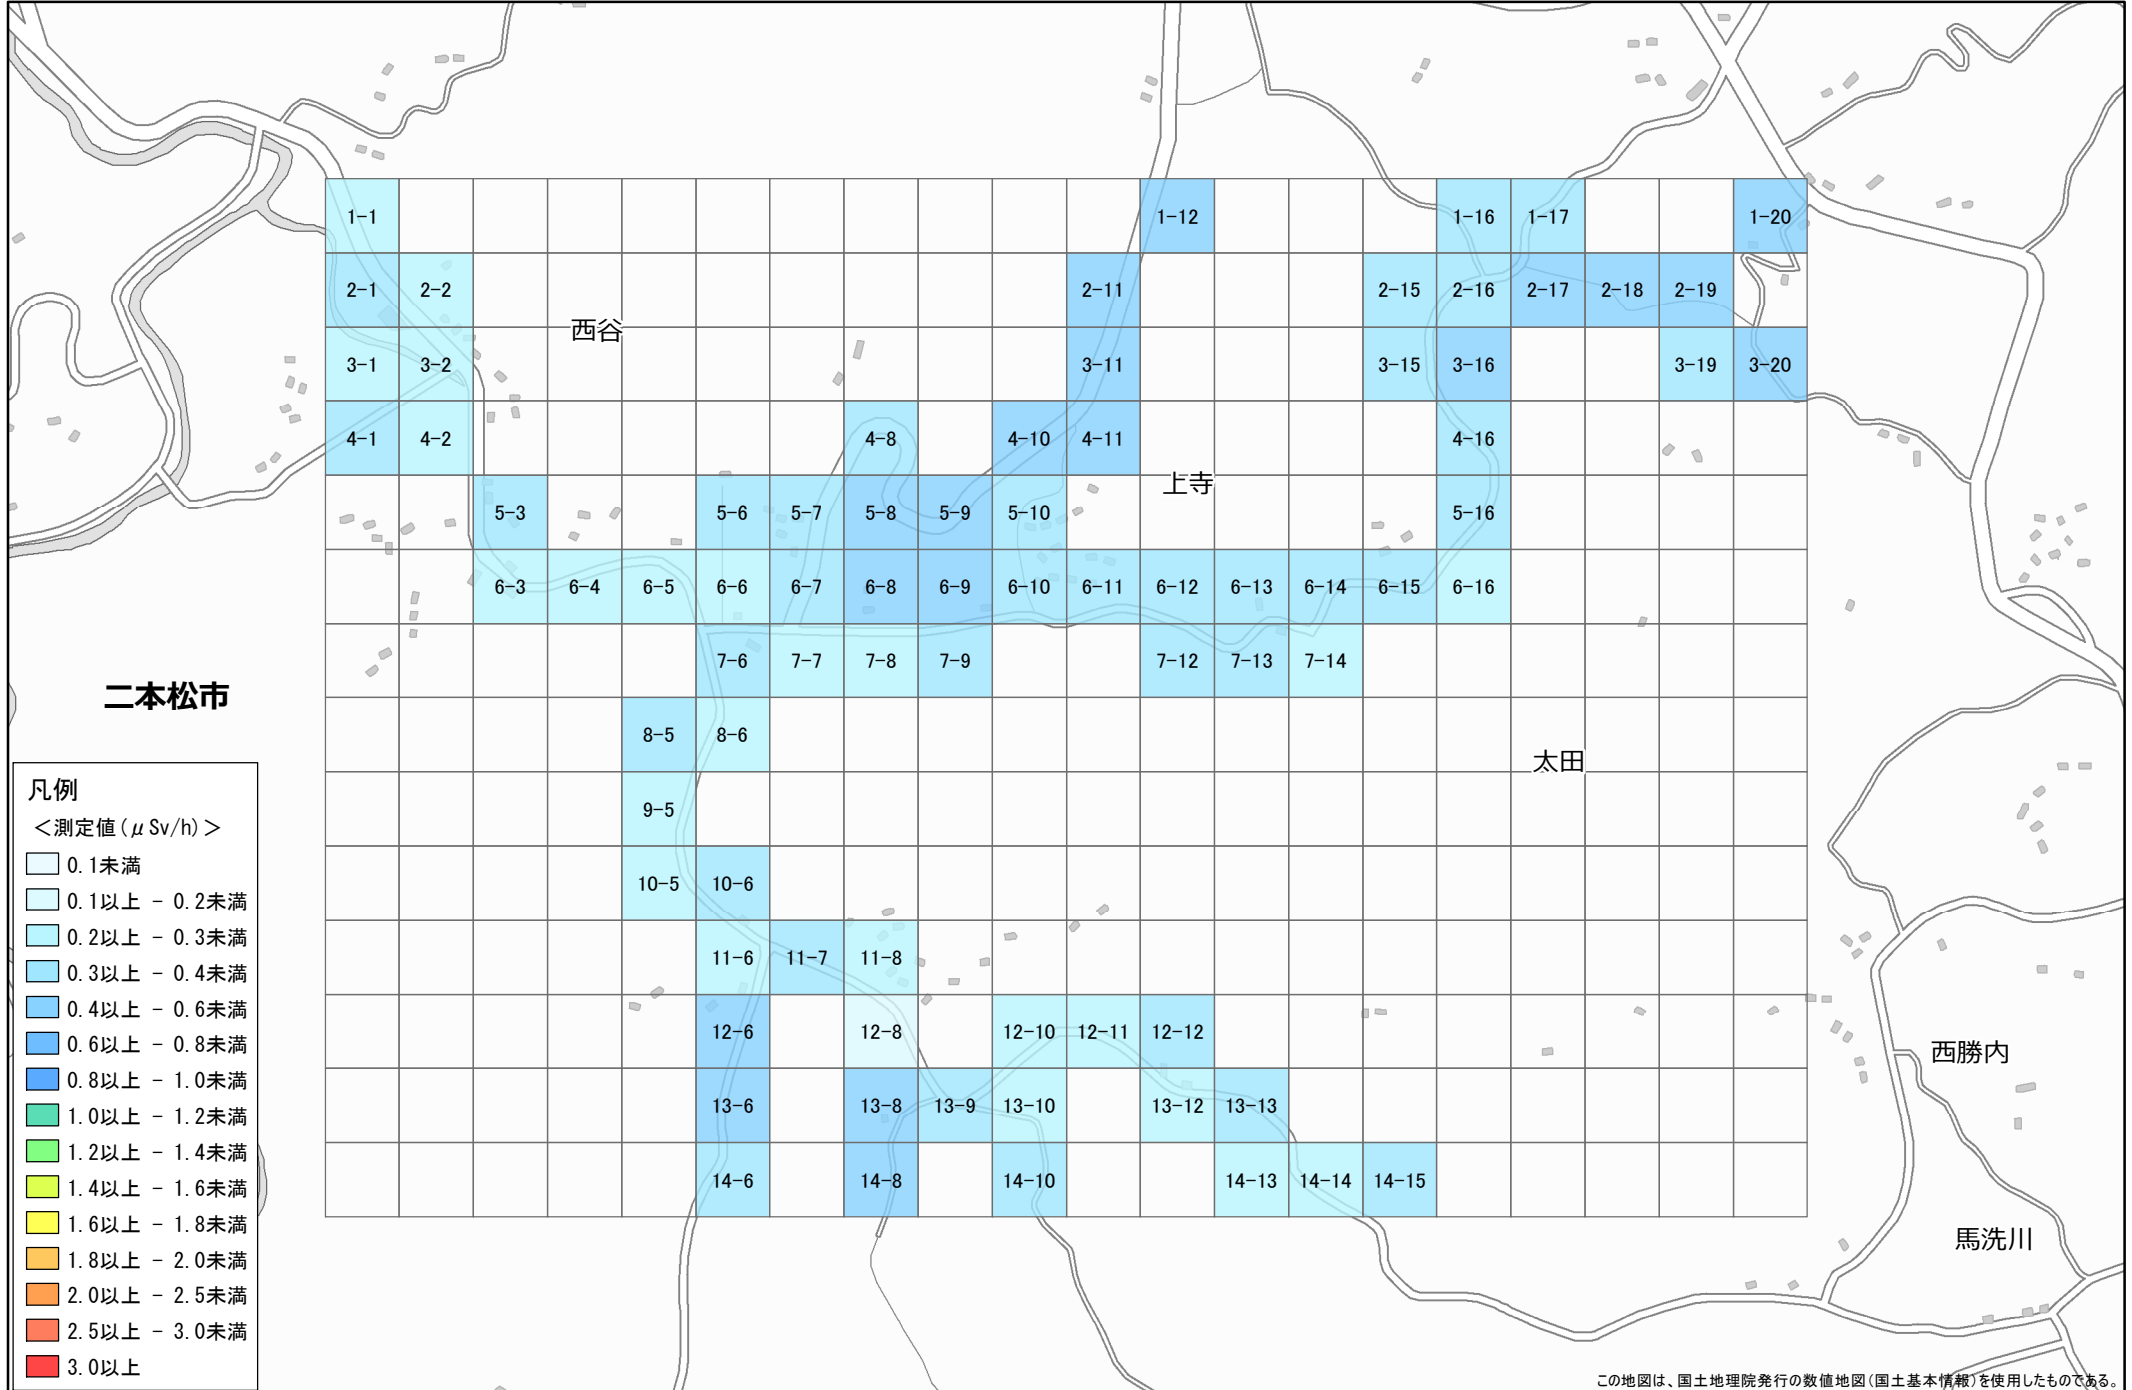 1-1 1-12 1-16 1-17 1-20
2-1 2-2 2-11 2-15 2-16 2-17 2-18 2-19
西谷
3-1 3-2 3-11 3-15 3-16 3-19 3-20
4-1 4-2 4-8 4-10 4-11 4-16
上寺
5-3 5-6 5-7 5-8 5-9 5-10 5-16
6-3 6-4 6-5 6-6 6-7 6-8 6-9 6-10 6-11 6-12 6-13 6-14 6-15 6-16
7-6 7-7 7-8 7-9 7-12 7-13 7-14
二本松市
8-5 8-6
太田
9-5
10-5 10-6
11-6 11-7 11-8
12-6 12-8 12-10 12-11 12-12
西勝内
13-6 13-8 13-9 13-10 13-12 13-13
14-6 14-8 14-10 14-13 14-14 14-15
馬洗川
凡例
＜測定値(μSv/h)＞
0.1未満
0.1以上 - 0.2未満
0.2以上 - 0.3未満
0.3以上 - 0.4未満
0.4以上 - 0.6未満
0.6以上 - 0.8未満
0.8以上 - 1.0未満
1.0以上 - 1.2未満
1.2以上 - 1.4未満
1.4以上 - 1.6未満
1.6以上 - 1.8未満
1.8以上 - 2.0未満
2.0以上 - 2.5未満
2.5以上 - 3.0未満
3.0以上
この地図は、国土地理院発行の数値地図(国土基本情報)を使用したものである。